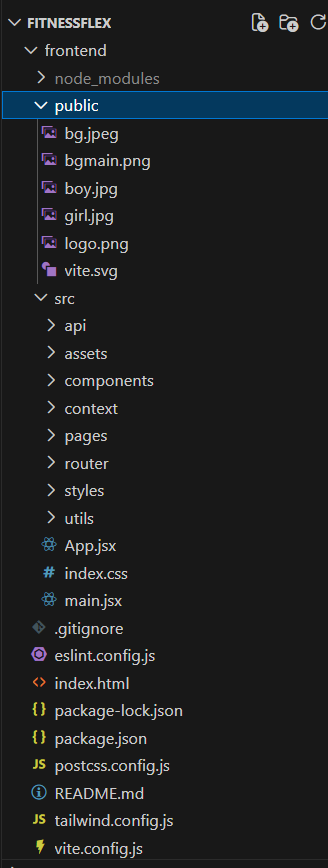 FITNESSFLEX
frontend
node_modules
public
bg.jpeg
bgmain.png
boy.jpg
girl.jpg
logo.png
vite.svg
src
api
assets
components
context
pages
router
styles
utils
App.jsx
# index.css
main.jsx
.gitignore
eslint.config.js
<> index.html
{} package-lock.json
{} package.json
JS postcss.config.js
README.md
JS tailwind.config.js
vite.config.js